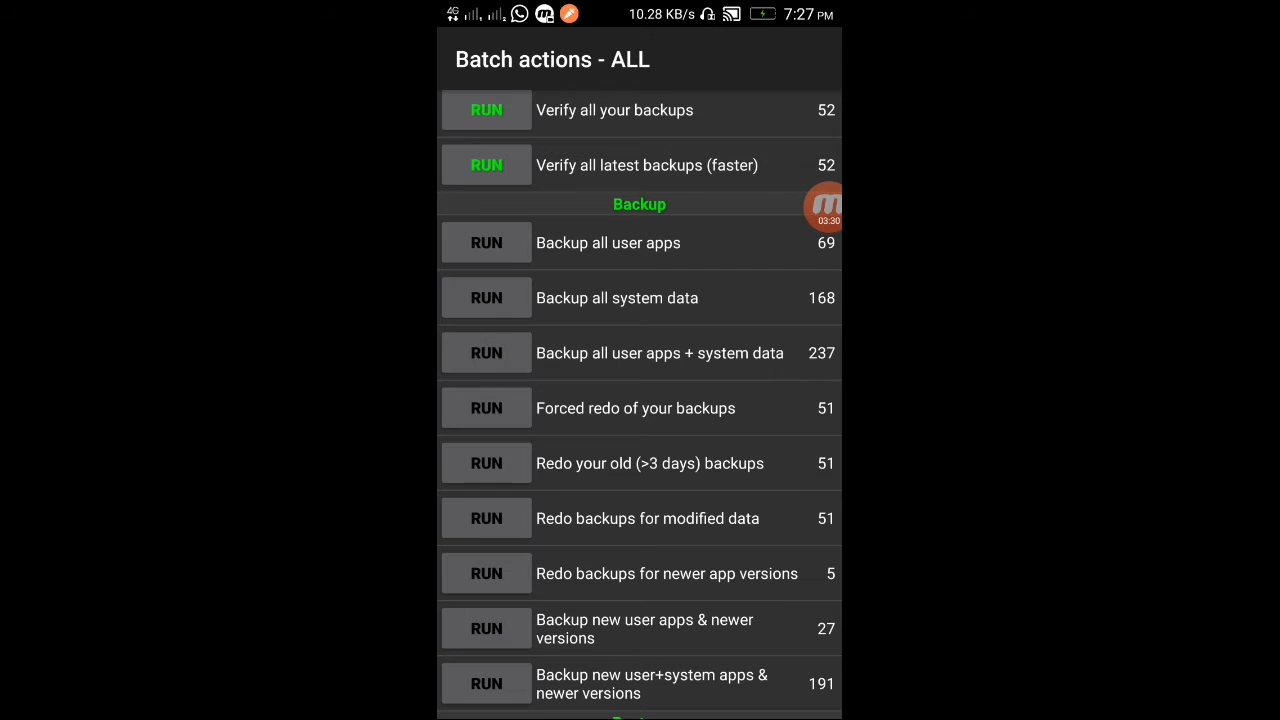 4G 10.28 KB/s 7:27 PM
Batch actions - ALL
RUN Verify all your backups 52
RUN Verify all latest backups (faster) 52
Backup
03:30
RUN Backup all user apps 69
RUN Backup all system data 168
RUN Backup all user apps + system data 237
RUN Forced redo of your backups 51
RUN Redo your old (>3 days) backups 51
RUN Redo backups for modified data 51
RUN Redo backups for newer app versions 5
RUN Backup new user apps & newer
versions 27
RUN Backup new user+system apps &
newer versions 191